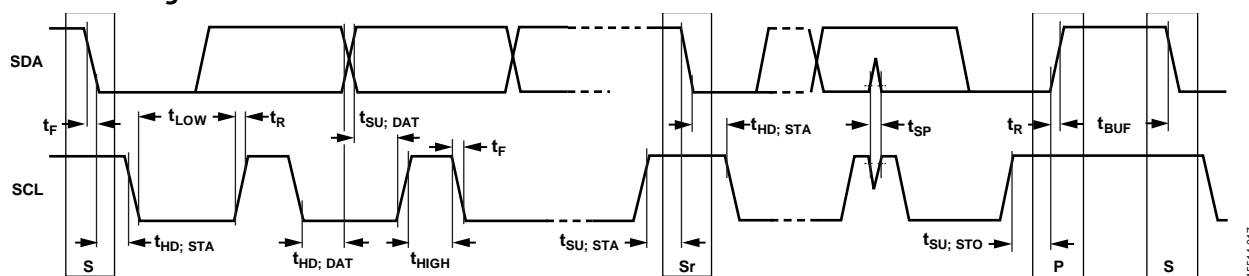 SDA
tF
tLOW
tR
tSU; DAT
tF
tHD; STA
tSP
tR
tBUF
SCL
tHD; STA
tHD; DAT
tHIGH
tSU; STA
tSU; STO
S
Sr
P
S